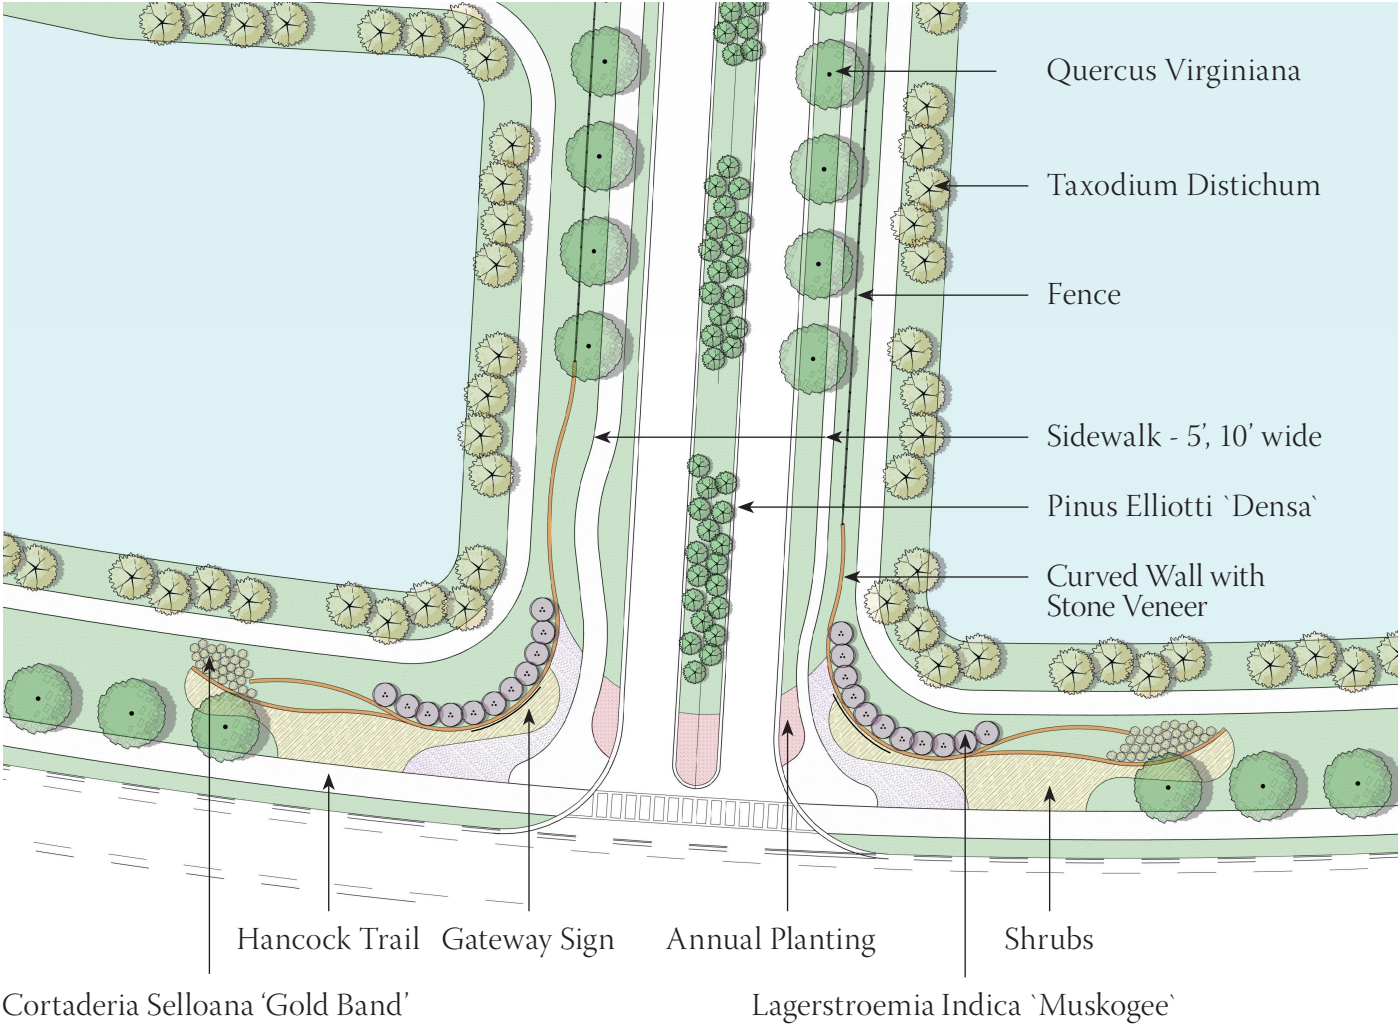 Quercus Virginiana
Taxodium Distichum
Fence
Sidewalk - 5’, 10’ wide
Pinus Elliotti `Densa`
Curved Wall with
Stone Veneer
Hancock Trail
Gateway Sign
Annual Planting
Shrubs
Cortaderia Selloana ‘Gold Band’
Lagerstroemia Indica `Muskogee`